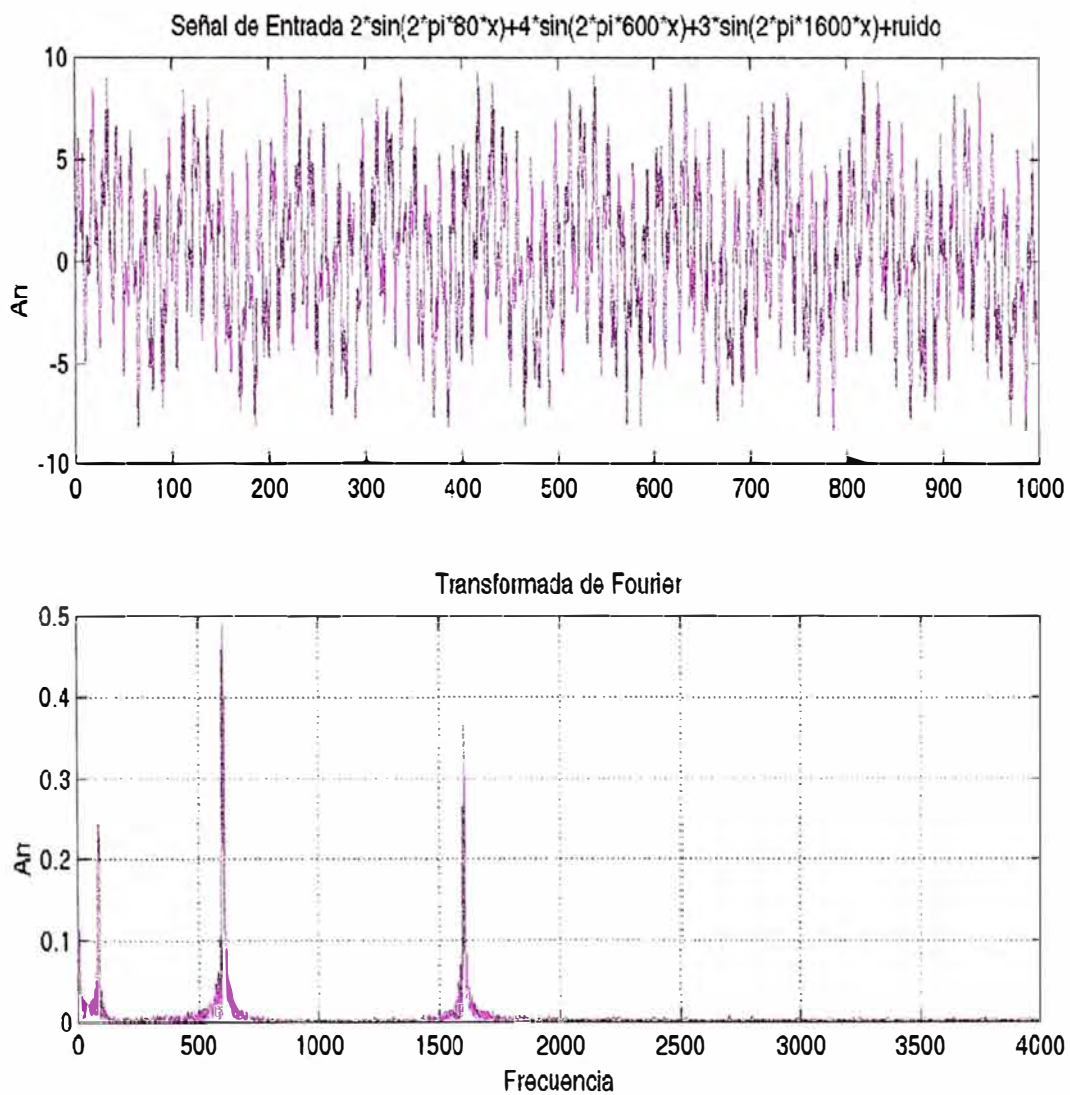 Señal de Entrada 2*sin(2*pi*80*x)+4*sin(2*pi*600*x)+3*sin(2*pi*1600*x)+ruido
10
5
0
-5
-10
An
0 100 200 300 400 500 600 700 800 900 1000
Transformada de Fourier
0.5
0.4
0.3
0.2
0.1
0
An
0 500 1000 1500 2000 2500 3000 3500 4000
Frecuencia